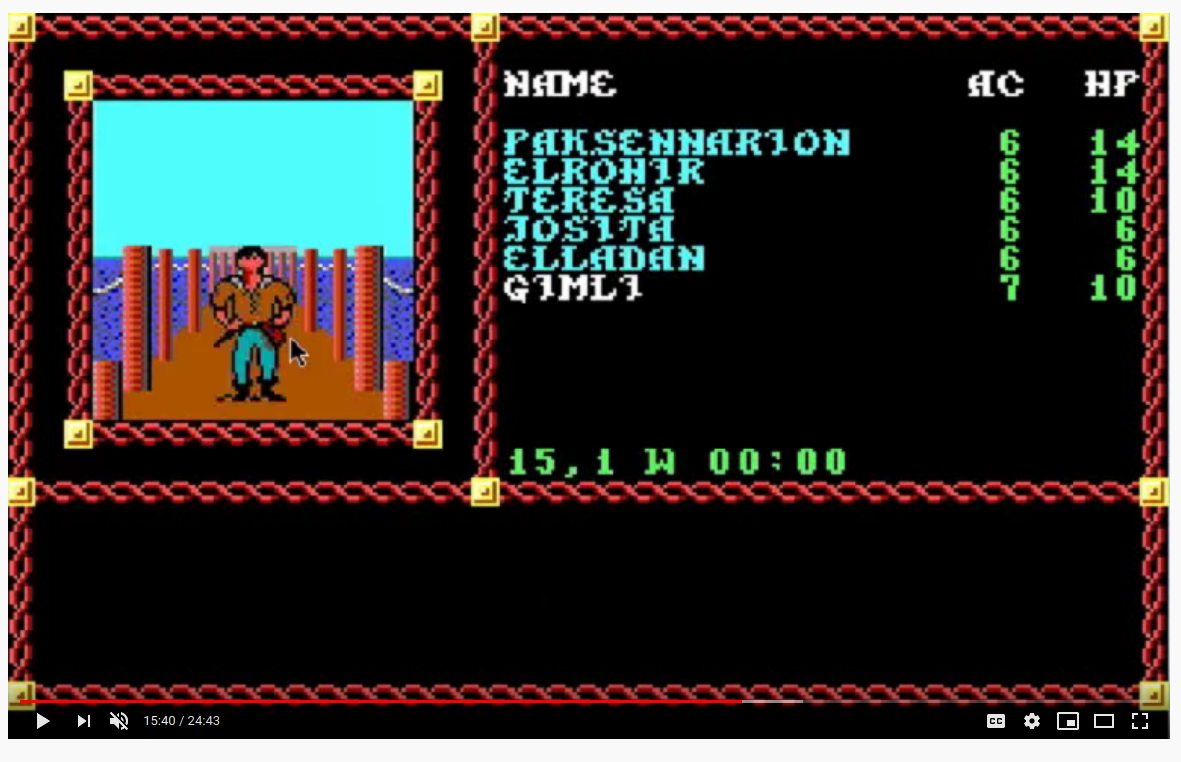 NAME AC HP
PAKSENNARION 6 14
ELROHIR 6 14
TERESA 6 10
JOSITA 6 6
ELLADAN 6 6
GIMLI 7 10
15,1 W 00:00
15:40 / 24:43
CC